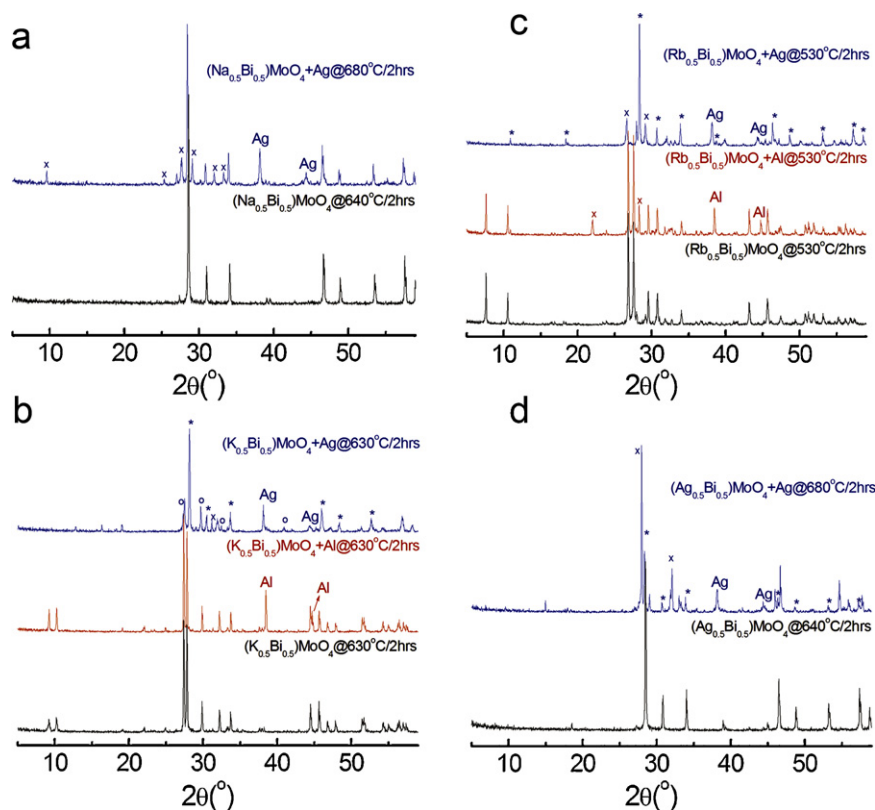 a
(Na0.5Bi0.5)MoO4+Ag@680°C/2hrs
x x x x x x
Ag Ag
(Na0.5Bi0.5)MoO4@640°C/2hrs
10 20 30 40 50
2θ(°)
b
*
(K0.5Bi0.5)MoO4+Ag@630°C/2hrs
o o * x o * Ag o Ag * * *
(K0.5Bi0.5)MoO4+Al@630°C/2hrs
Al Al
(K0.5Bi0.5)MoO4@630°C/2hrs
10 20 30 40 50
2θ(°)
c
*
(Rb0.5Bi0.5)MoO4+Ag@530°C/2hrs
* * x x * * Ag * Ag * * * * *
(Rb0.5Bi0.5)MoO4+Al@530°C/2hrs
x x Al Al
(Rb0.5Bi0.5)MoO4@530°C/2hrs
10 20 30 40 50
2θ(°)
d
x
(Ag0.5Bi0.5)MoO4+Ag@680°C/2hrs
* x
* * Ag Ag * * * *
(Ag0.5Bi0.5)MoO4@640°C/2hrs
10 20 30 40 50
2θ(°)